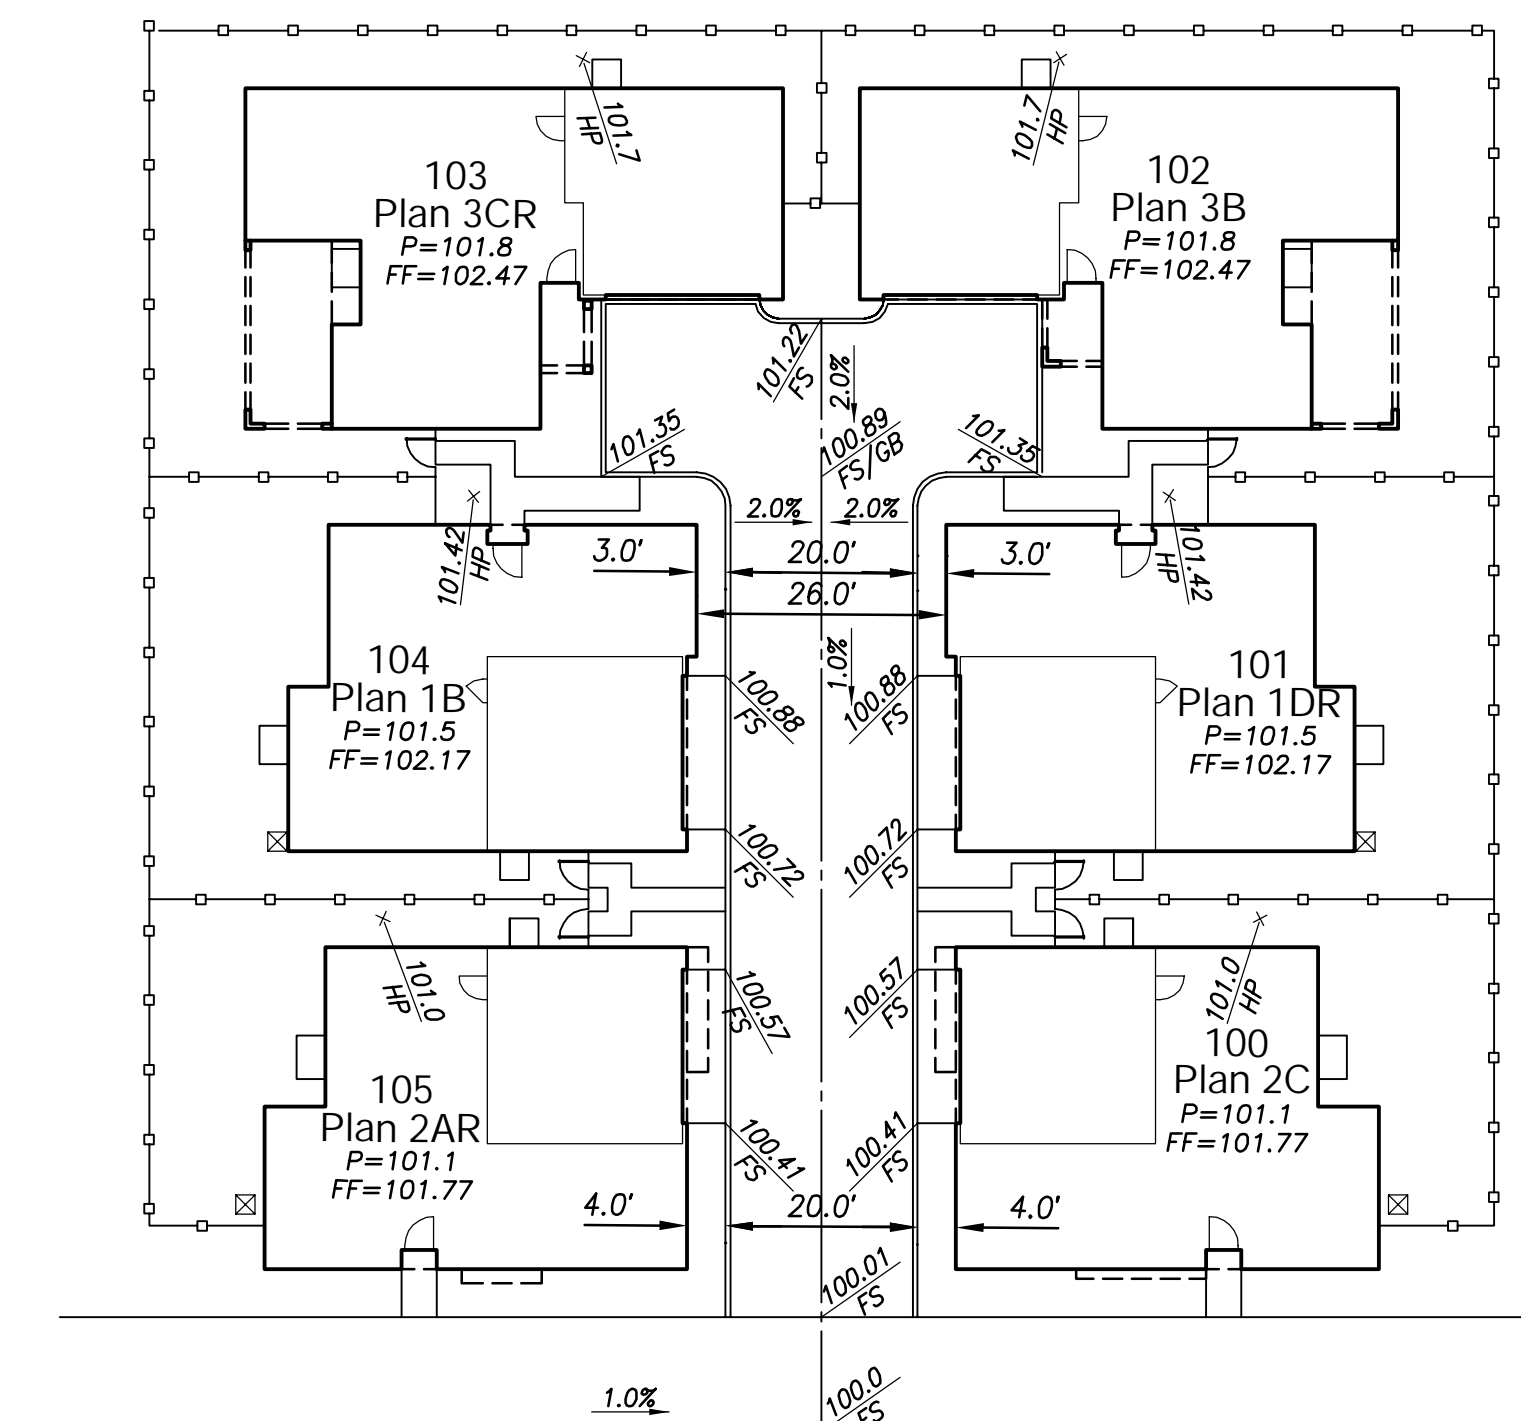 101.7
HP
101.7
HP
103
Plan 3CR
P=101.8
FF=102.47
102
Plan 3B
P=101.8
FF=102.47
101.22
FS
2.0%
101.35
FS
100.89
FS/GB
101.35
FS
2.0%
2.0%
101.42
HP
3.0'
20.0'
3.0'
101.42
HP
26.0'
1.0%
104
Plan 1B
P=101.5
FF=102.17
100.88
FS
100.88
FS
101
Plan 1DR
P=101.5
FF=102.17
100.72
FS
100.72
FS
101.0
HP
100.57
FS
100.57
FS
101.0
HP
105
Plan 2AR
P=101.1
FF=101.77
100
Plan 2C
P=101.1
FF=101.77
100.41
FS
100.41
FS
4.0'
20.0'
4.0'
100.01
FS
1.0%
100.0
FS